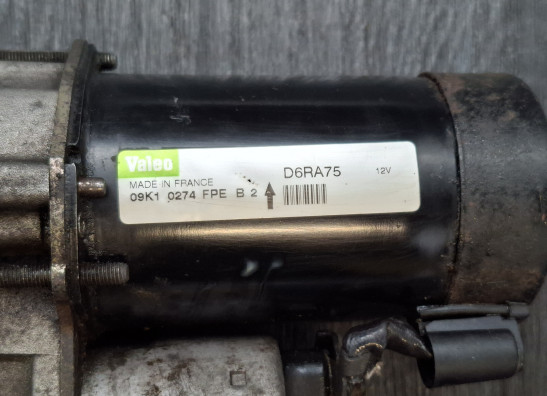 Valeo
D6RA75 12V
MADE IN FRANCE
09K1 0274 FPE B 2